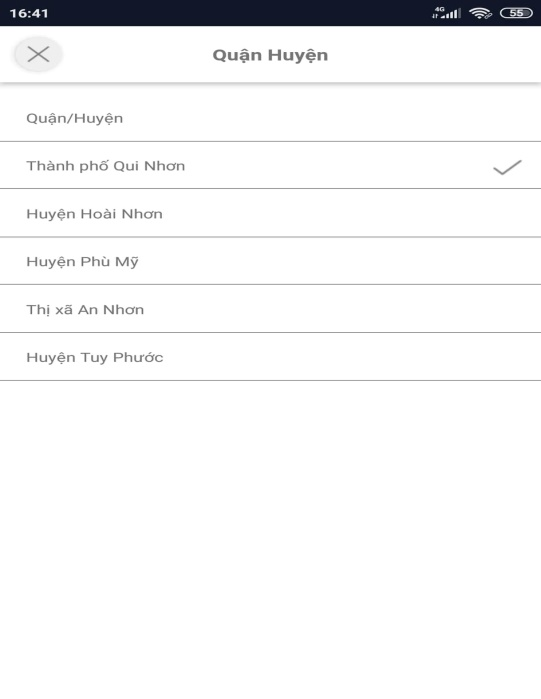 16:41
4G
55
Quận Huyện
Quận/Huyện
Thành phố Qui Nhơn
Huyện Hoài Nhơn
Huyện Phù Mỹ
Thị xã An Nhơn
Huyện Tuy Phước